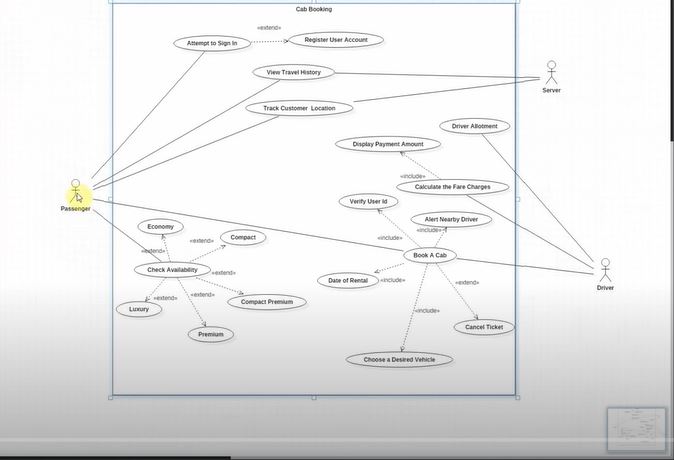 Cab Booking
«extend»
Attempt to Sign In
Register User Account
View Travel History
Server
Track Customer Location
Driver Allotment
Display Payment Amount
«include»
Calculate the Fare Charges
Verify User Id
Passenger
Alert Nearby Driver
Economy
«include»
Compact
«extend»
«include»
«extend»
Book A Cab
Check Availability
«extend»
Date of Rental
«include»
«extend»
Driver
«extend»
«extend»
Compact Premium
Luxury
«include»
Cancel Ticket
Premium
Choose a Desired Vehicle